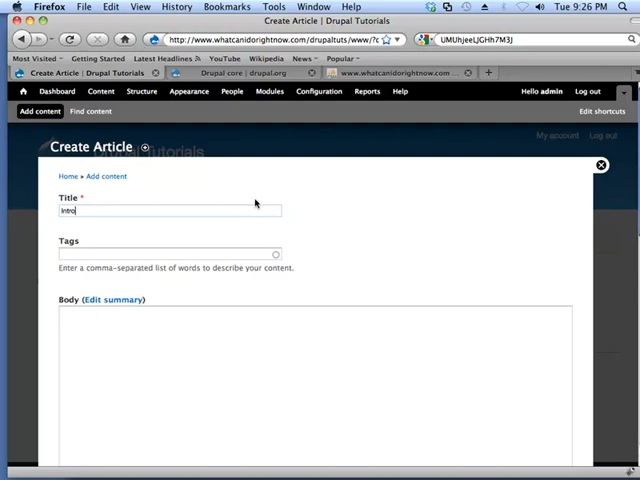 Firefox File Edit View History Bookmarks Tools Window Help Tue 9:26 PM
Create Article | Drupal Tutorials
http://www.whatcanidorightnow.com/drupaltuts/www/?c UMUhjeeLJGHh7M3J
Most Visited Getting Started Latest Headlines YouTube Wikipedia News Popular
Create Article | Drupal Tutorials Drupal core | drupal.org www.whatcanidorightnow.com ...
Dashboard Content Structure Appearance People Modules Configuration Reports Help Hello admin Log out
Add content Find content Edit shortcuts
My account Log out
Create Article Drupal Tutorials
Home » Add content
Title *
Intro
Tags
Enter a comma-separated list of words to describe your content.
Body (Edit summary)